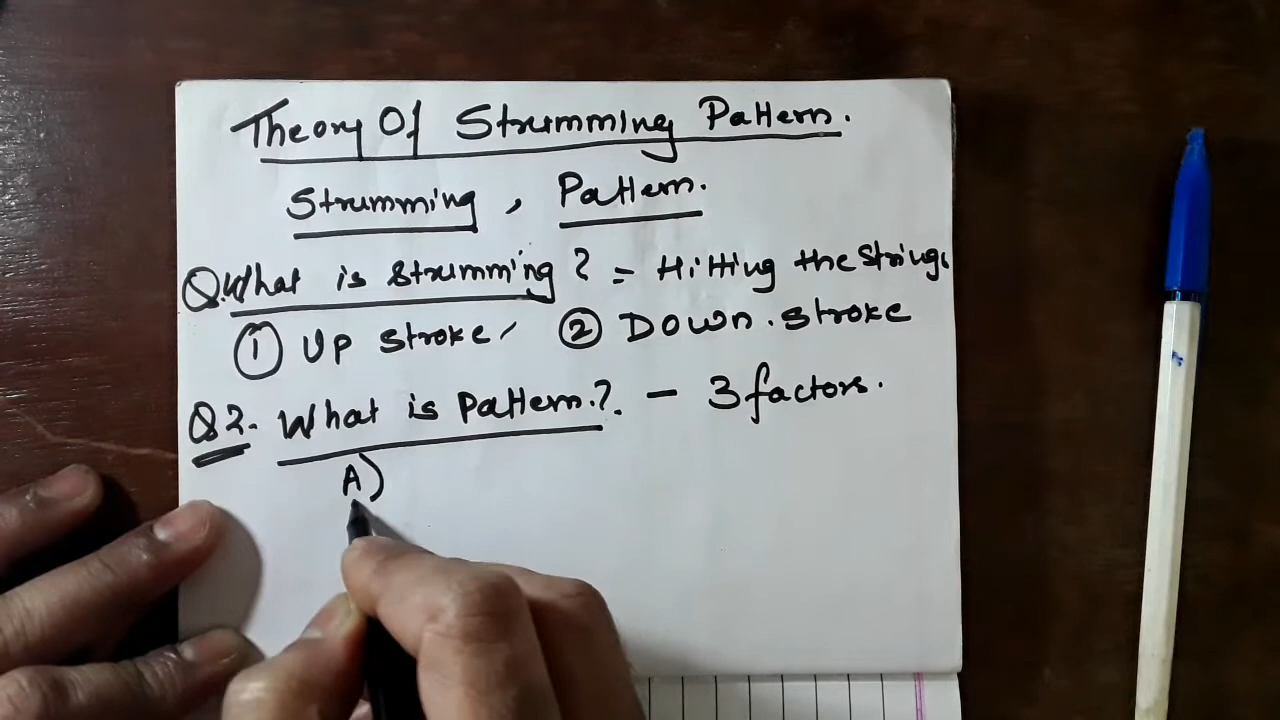 Theory Of Strumming Pattern.
Strumming, Pattern.
Q.What is Strumming? = Hitting the Strings
① Up Stroke, ② Down.stroke
Q2. What is Pattern.?. - 3 factors.
A)